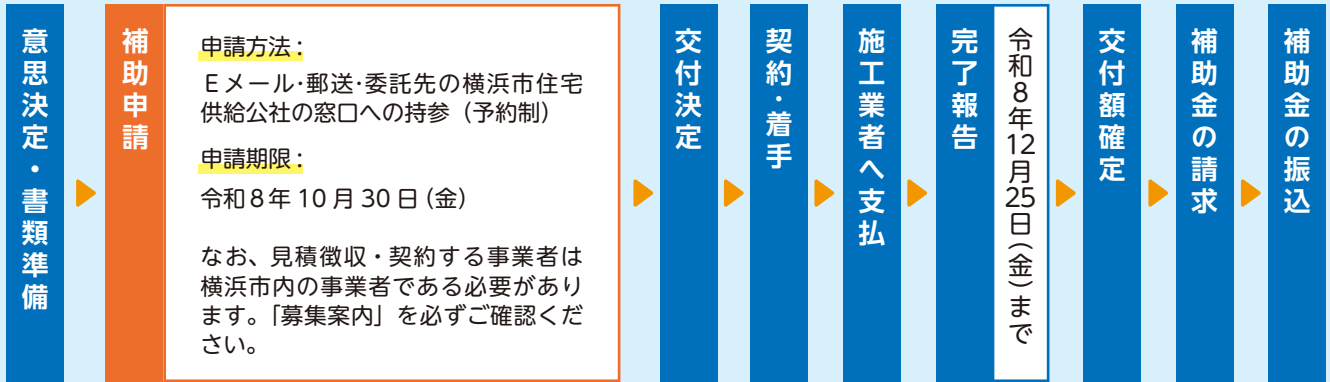 意思決定・書類準備
補助申請
申請方法：
Ｅメール・郵送・委託先の横浜市住宅
供給公社の窓口への持参（予約制）
申請期限：
令和８年 10 月 30 日（金）
なお、見積徴収・契約する事業者は
横浜市内の事業者である必要があり
ます。「募集案内」を必ずご確認くだ
さい。
交付決定
契約・着手
施工業者へ支払
完了報告
令和８年12月25日（金）まで
交付額確定
補助金の請求
補助金の振込